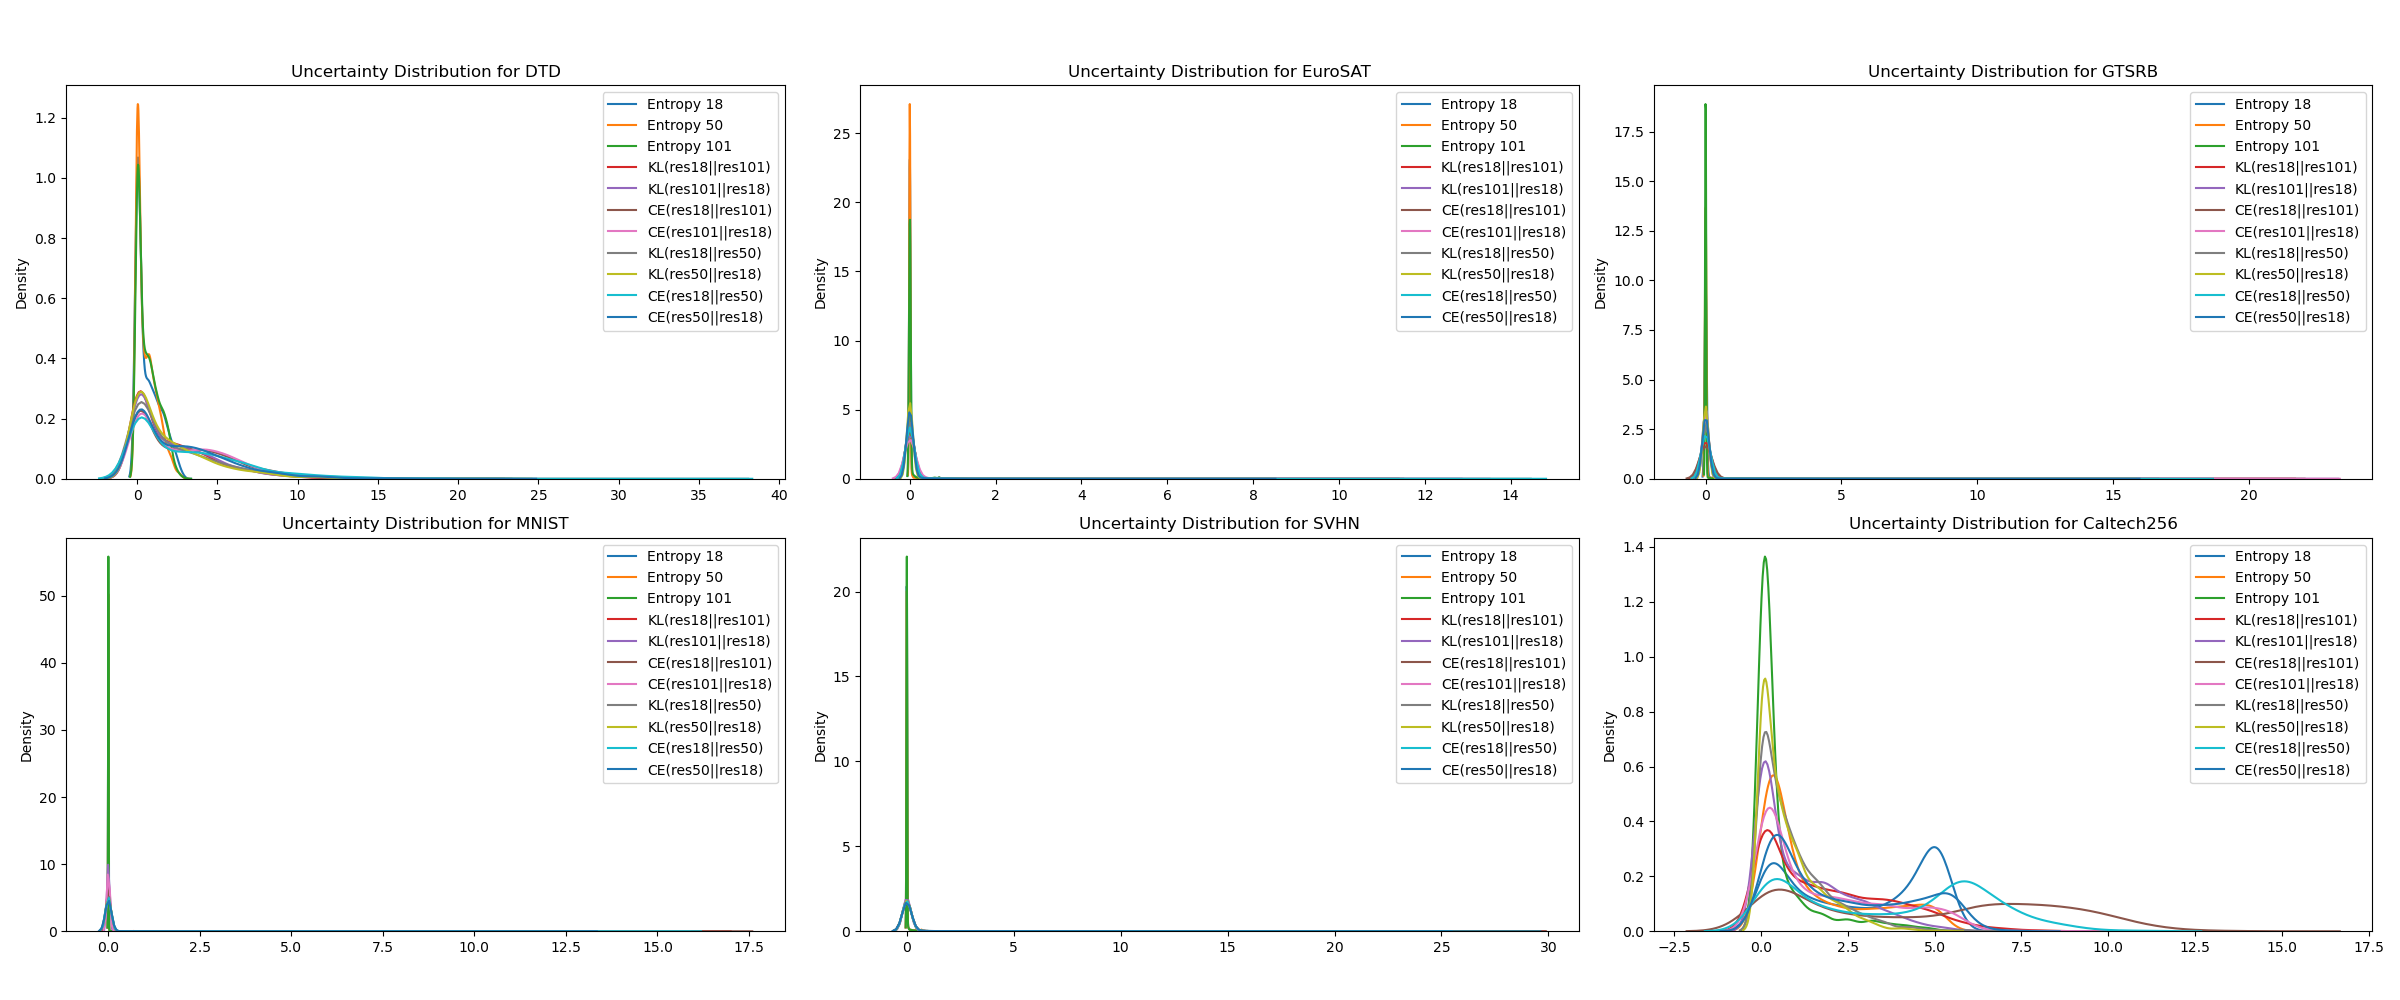 Uncertainty Distribution for DTD
Density
1.2
1.0
0.8
0.6
0.4
0.2
0.0
0 5 10 15 20 25 30 35 40
Entropy 18
Entropy 50
Entropy 101
KL(res18||res101)
KL(res101||res18)
CE(res18||res101)
CE(res101||res18)
KL(res18||res50)
KL(res50||res18)
CE(res18||res50)
CE(res50||res18)
Uncertainty Distribution for EuroSAT
Density
25
20
15
10
5
0
0 2 4 6 8 10 12 14
Entropy 18
Entropy 50
Entropy 101
KL(res18||res101)
KL(res101||res18)
CE(res18||res101)
CE(res101||res18)
KL(res18||res50)
KL(res50||res18)
CE(res18||res50)
CE(res50||res18)
Uncertainty Distribution for GTSRB
Density
17.5
15.0
12.5
10.0
7.5
5.0
2.5
0.0
0 5 10 15 20
Entropy 18
Entropy 50
Entropy 101
KL(res18||res101)
KL(res101||res18)
CE(res18||res101)
CE(res101||res18)
KL(res18||res50)
KL(res50||res18)
CE(res18||res50)
CE(res50||res18)
Uncertainty Distribution for MNIST
Density
50
40
30
20
10
0
0.0 2.5 5.0 7.5 10.0 12.5 15.0 17.5
Entropy 18
Entropy 50
Entropy 101
KL(res18||res101)
KL(res101||res18)
CE(res18||res101)
CE(res101||res18)
KL(res18||res50)
KL(res50||res18)
CE(res18||res50)
CE(res50||res18)
Uncertainty Distribution for SVHN
Density
20
15
10
5
0
0 5 10 15 20 25 30
Entropy 18
Entropy 50
Entropy 101
KL(res18||res101)
KL(res101||res18)
CE(res18||res101)
CE(res101||res18)
KL(res18||res50)
KL(res50||res18)
CE(res18||res50)
CE(res50||res18)
Uncertainty Distribution for Caltech256
Density
1.4
1.2
1.0
0.8
0.6
0.4
0.2
0.0
−2.5 0.0 2.5 5.0 7.5 10.0 12.5 15.0 17.5
Entropy 18
Entropy 50
Entropy 101
KL(res18||res101)
KL(res101||res18)
CE(res18||res101)
CE(res101||res18)
KL(res18||res50)
KL(res50||res18)
CE(res18||res50)
CE(res50||res18)